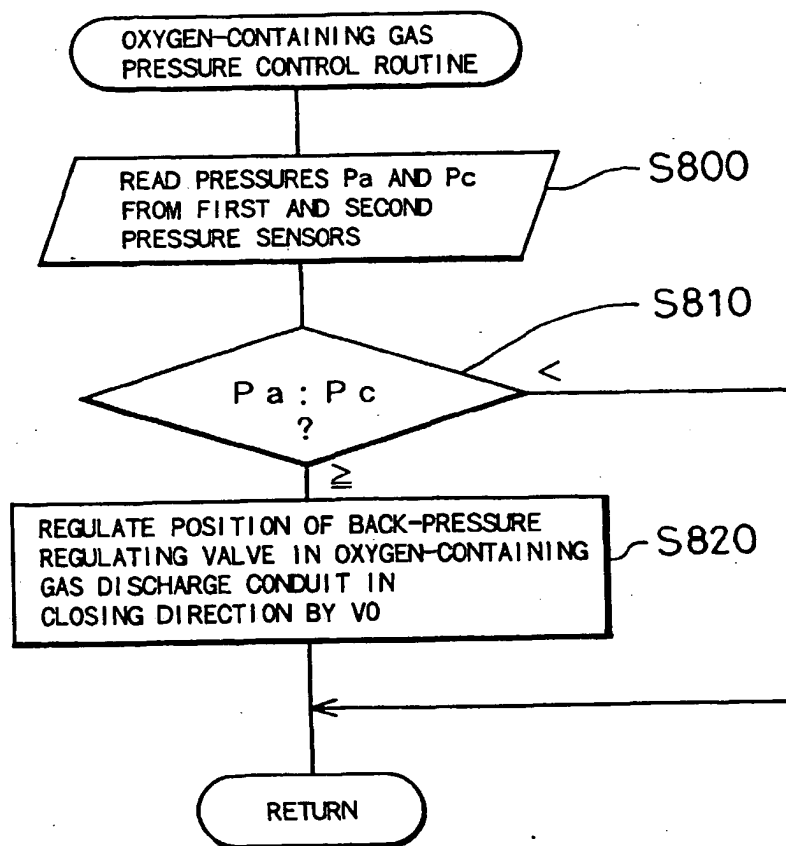 OXYGEN-CONTAINING GAS
PRESSURE CONTROL ROUTINE
READ PRESSURES Pa AND Pc
FROM FIRST AND SECOND
PRESSURE SENSORS
S800
S810
Pa : Pc
?
<
≧
REGULATE POSITION OF BACK-PRESSURE
REGULATING VALVE IN OXYGEN-CONTAINING
GAS DISCHARGE CONDUIT IN
CLOSING DIRECTION BY V0
S820
RETURN